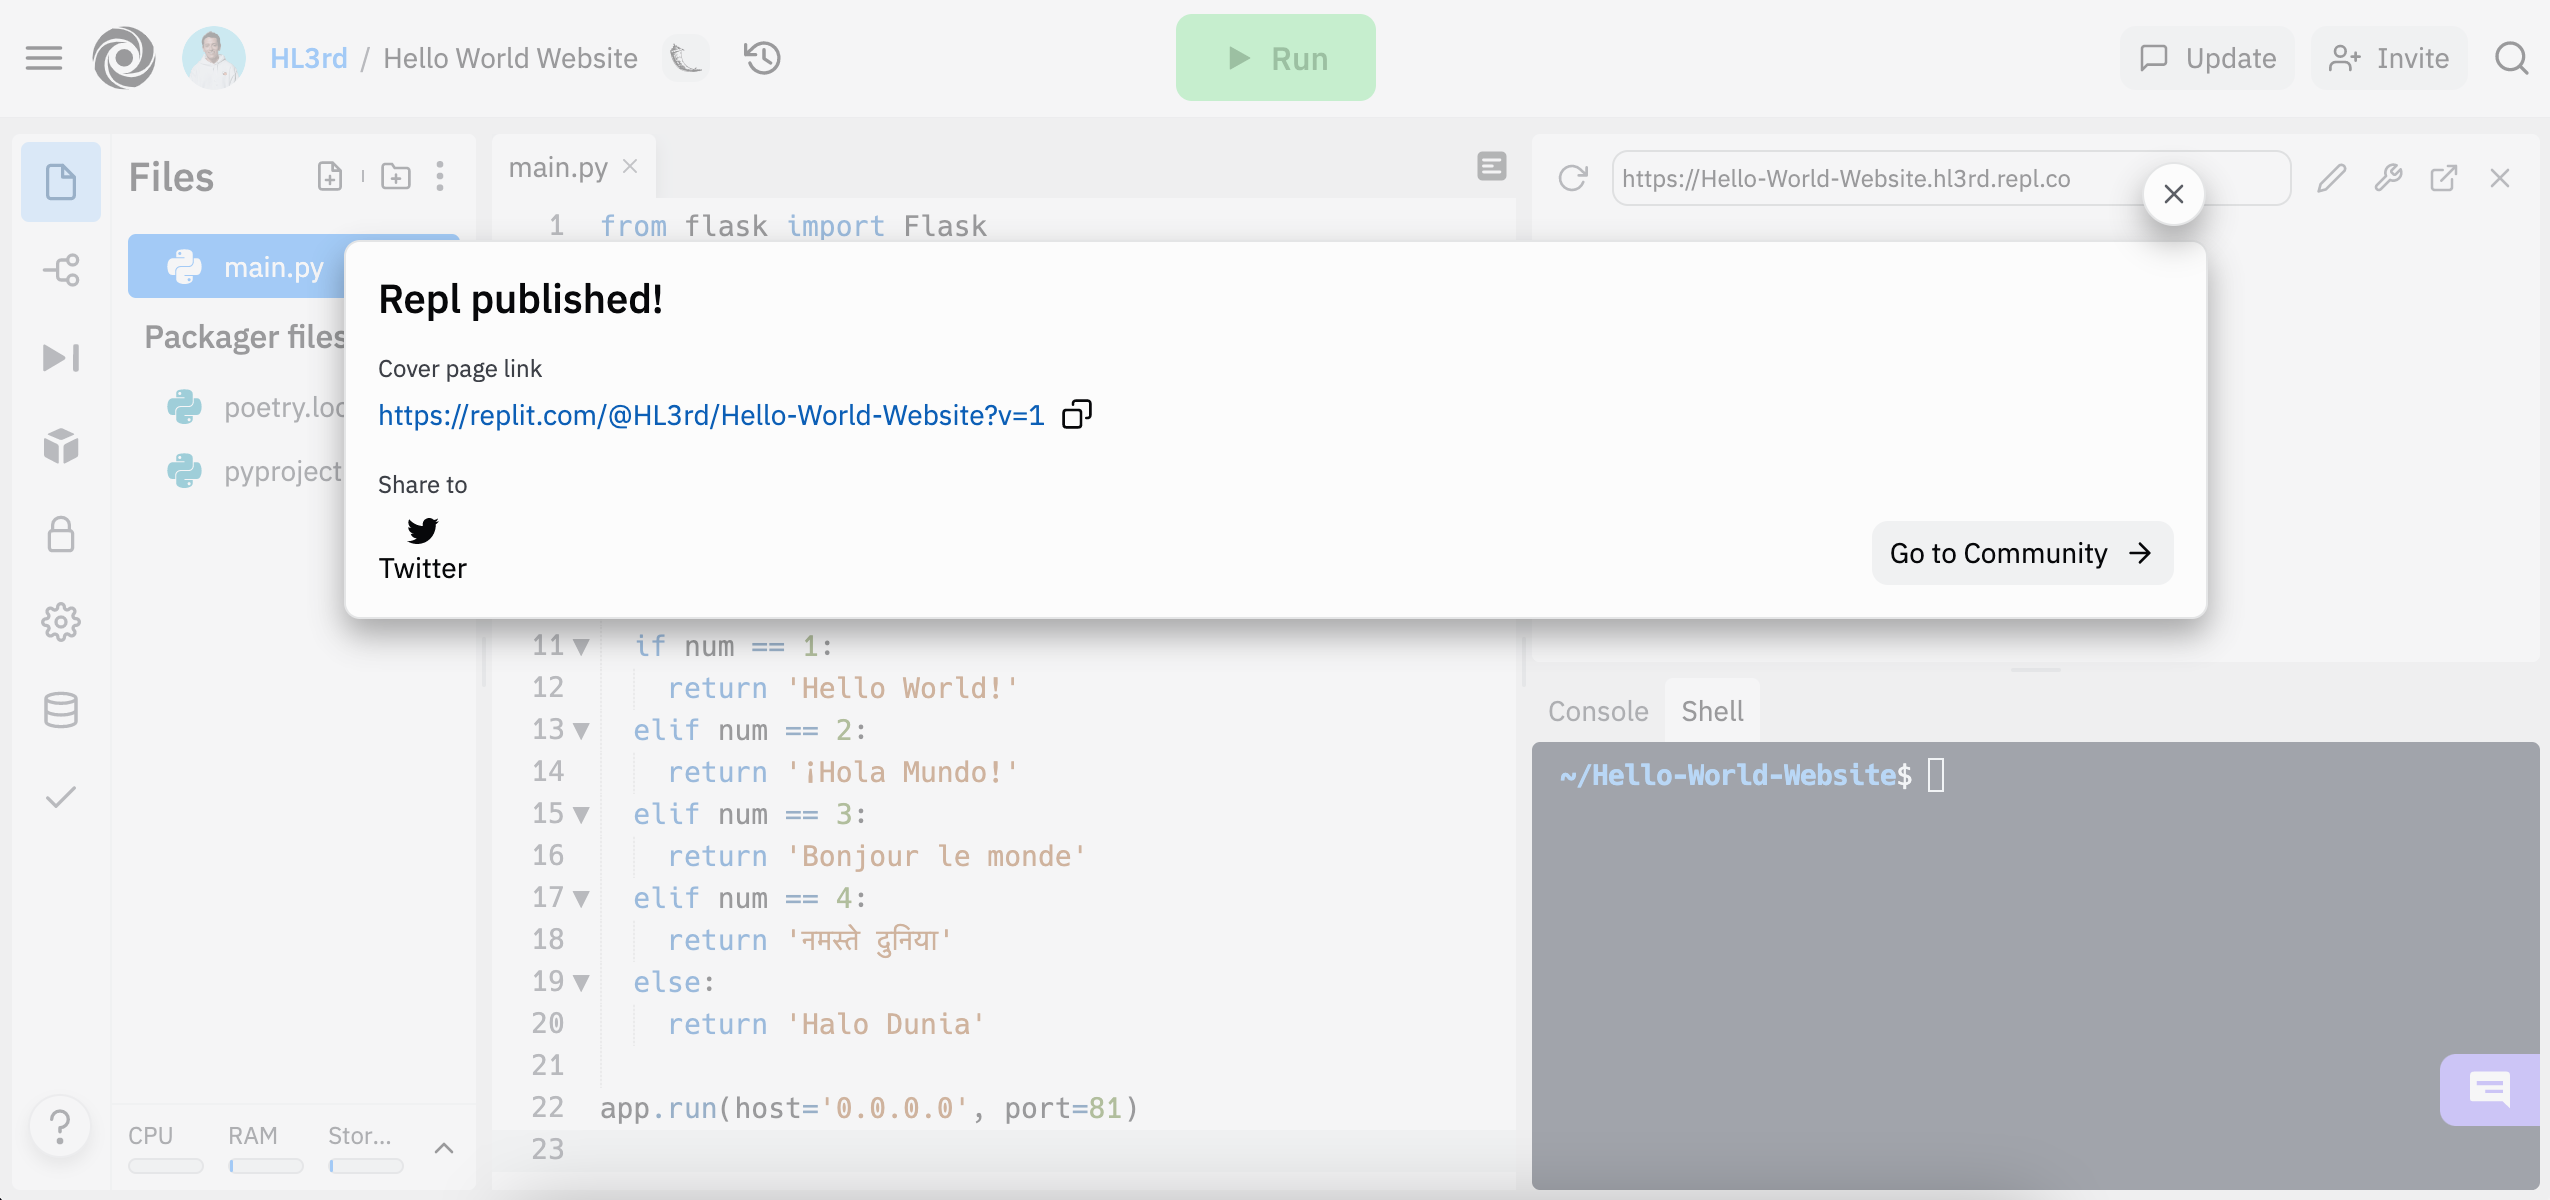 HL3rd / Hello World Website
Run
Update
Invite
Files
main.py
Packager files
poetry.loc
pyproject
CPU
RAM
Stor...
main.py
1 from flask import Flask
Repl published!
Cover page link
https://replit.com/@HL3rd/Hello-World-Website?v=1
Share to
Twitter
Go to Community
11 if num == 1:
12 return 'Hello World!'
13 elif num == 2:
14 return '¡Hola Mundo!'
15 elif num == 3:
16 return 'Bonjour le monde'
17 elif num == 4:
18 return 'नमस्ते दुनिया'
19 else:
20 return 'Halo Dunia'
21
22 app.run(host='0.0.0.0', port=81)
23
https://Hello-World-Website.hl3rd.repl.co
Console
Shell
~/Hello-World-Website$